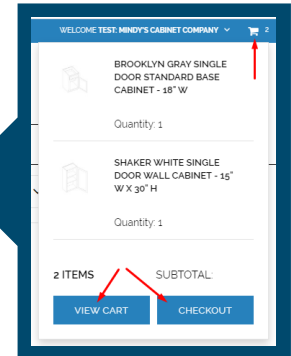 WELCOME TEST: MINDY'S CABINET COMPANY 2
BROOKLYN GRAY SINGLE
DOOR STANDARD BASE
CABINET - 18" W
Quantity: 1
SHAKER WHITE SINGLE
DOOR WALL CABINET - 15"
W X 30" H
Quantity: 1
2 ITEMS SUBTOTAL:
VIEW CART CHECKOUT